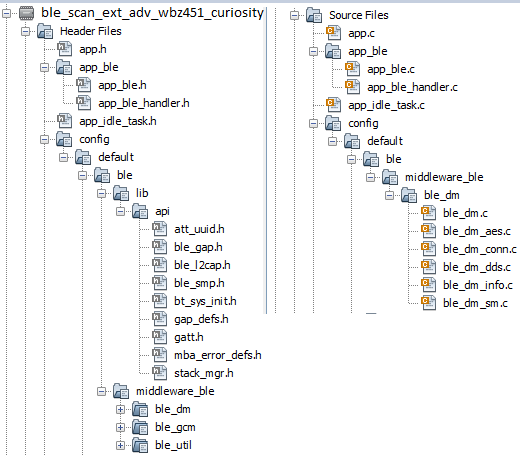 ble_scan_ext_adv_wbz451_curiosity
Header Files
app.h
app_ble
app_ble.h
app_ble_handler.h
app_idle_task.h
config
default
ble
lib
api
att_uuid.h
ble_gap.h
ble_l2cap.h
ble_smp.h
bt_sys_init.h
gap_defs.h
gatt.h
mba_error_defs.h
stack_mgr.h
middleware_ble
ble_dm
ble_gcm
ble_util
Source Files
app.c
app_ble
app_ble.c
app_ble_handler.c
app_idle_task.c
config
default
ble
middleware_ble
ble_dm
ble_dm.c
ble_dm_aes.c
ble_dm_conn.c
ble_dm_dds.c
ble_dm_info.c
ble_dm_sm.c